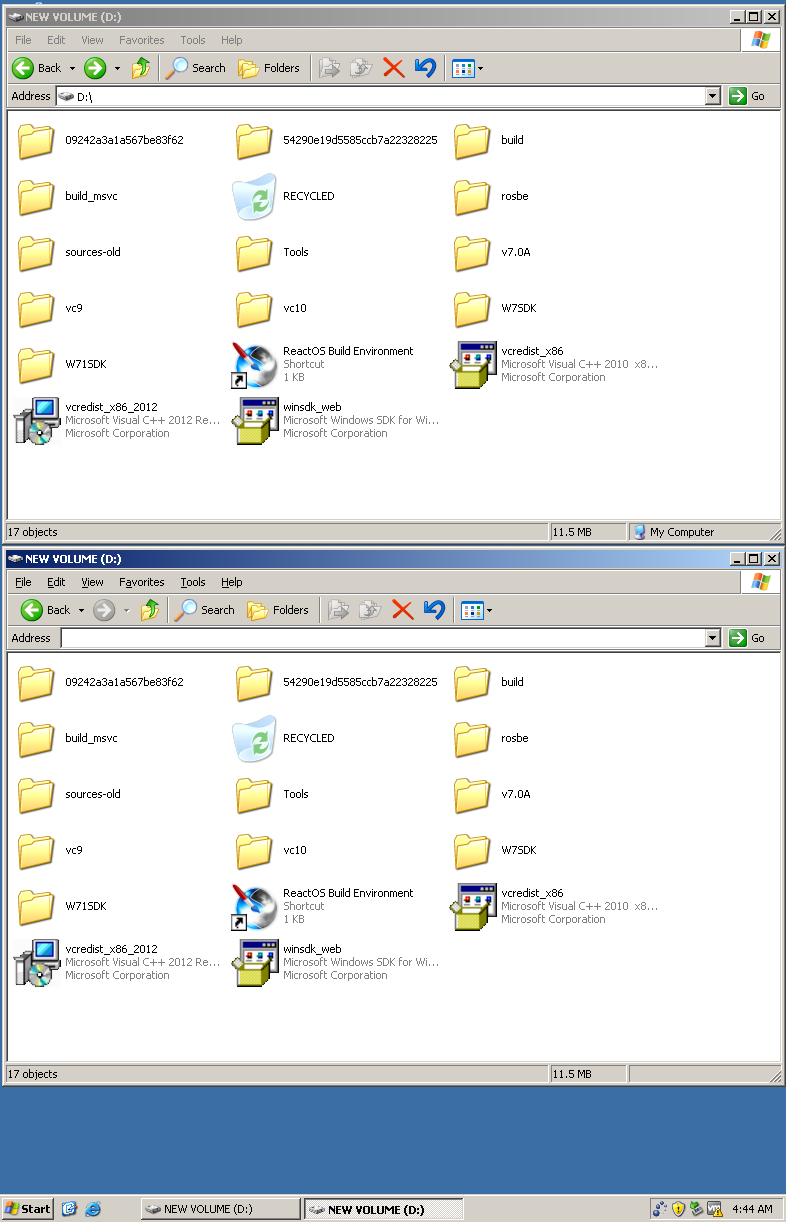 NEW VOLUME (D:)
File Edit View Favorites Tools Help
Back Search Folders
Address D:\ Go
09242a3a1a567be83f62 54290e19d5585ccb7a22328225 build
build_msvc RECYCLED rosbe
sources-old Tools v7.0A
vc9 vc10 W7SDK
W71SDK
ReactOS Build Environment
Shortcut
1 KB
vcredist_x86
Microsoft Visual C++ 2010 x8...
Microsoft Corporation
vcredist_x86_2012
Microsoft Visual C++ 2012 Re...
Microsoft Corporation
winsdk_web
Microsoft Windows SDK for Wi...
Microsoft Corporation
17 objects 11.5 MB My Computer
NEW VOLUME (D:)
File Edit View Favorites Tools Help
Back Search Folders
Address Go
09242a3a1a567be83f62 54290e19d5585ccb7a22328225 build
build_msvc RECYCLED rosbe
sources-old Tools v7.0A
vc9 vc10 W7SDK
W71SDK
ReactOS Build Environment
Shortcut
1 KB
vcredist_x86
Microsoft Visual C++ 2010 x8...
Microsoft Corporation
vcredist_x86_2012
Microsoft Visual C++ 2012 Re...
Microsoft Corporation
winsdk_web
Microsoft Windows SDK for Wi...
Microsoft Corporation
17 objects 11.5 MB
Start NEW VOLUME (D:) NEW VOLUME (D:) 4:44 AM